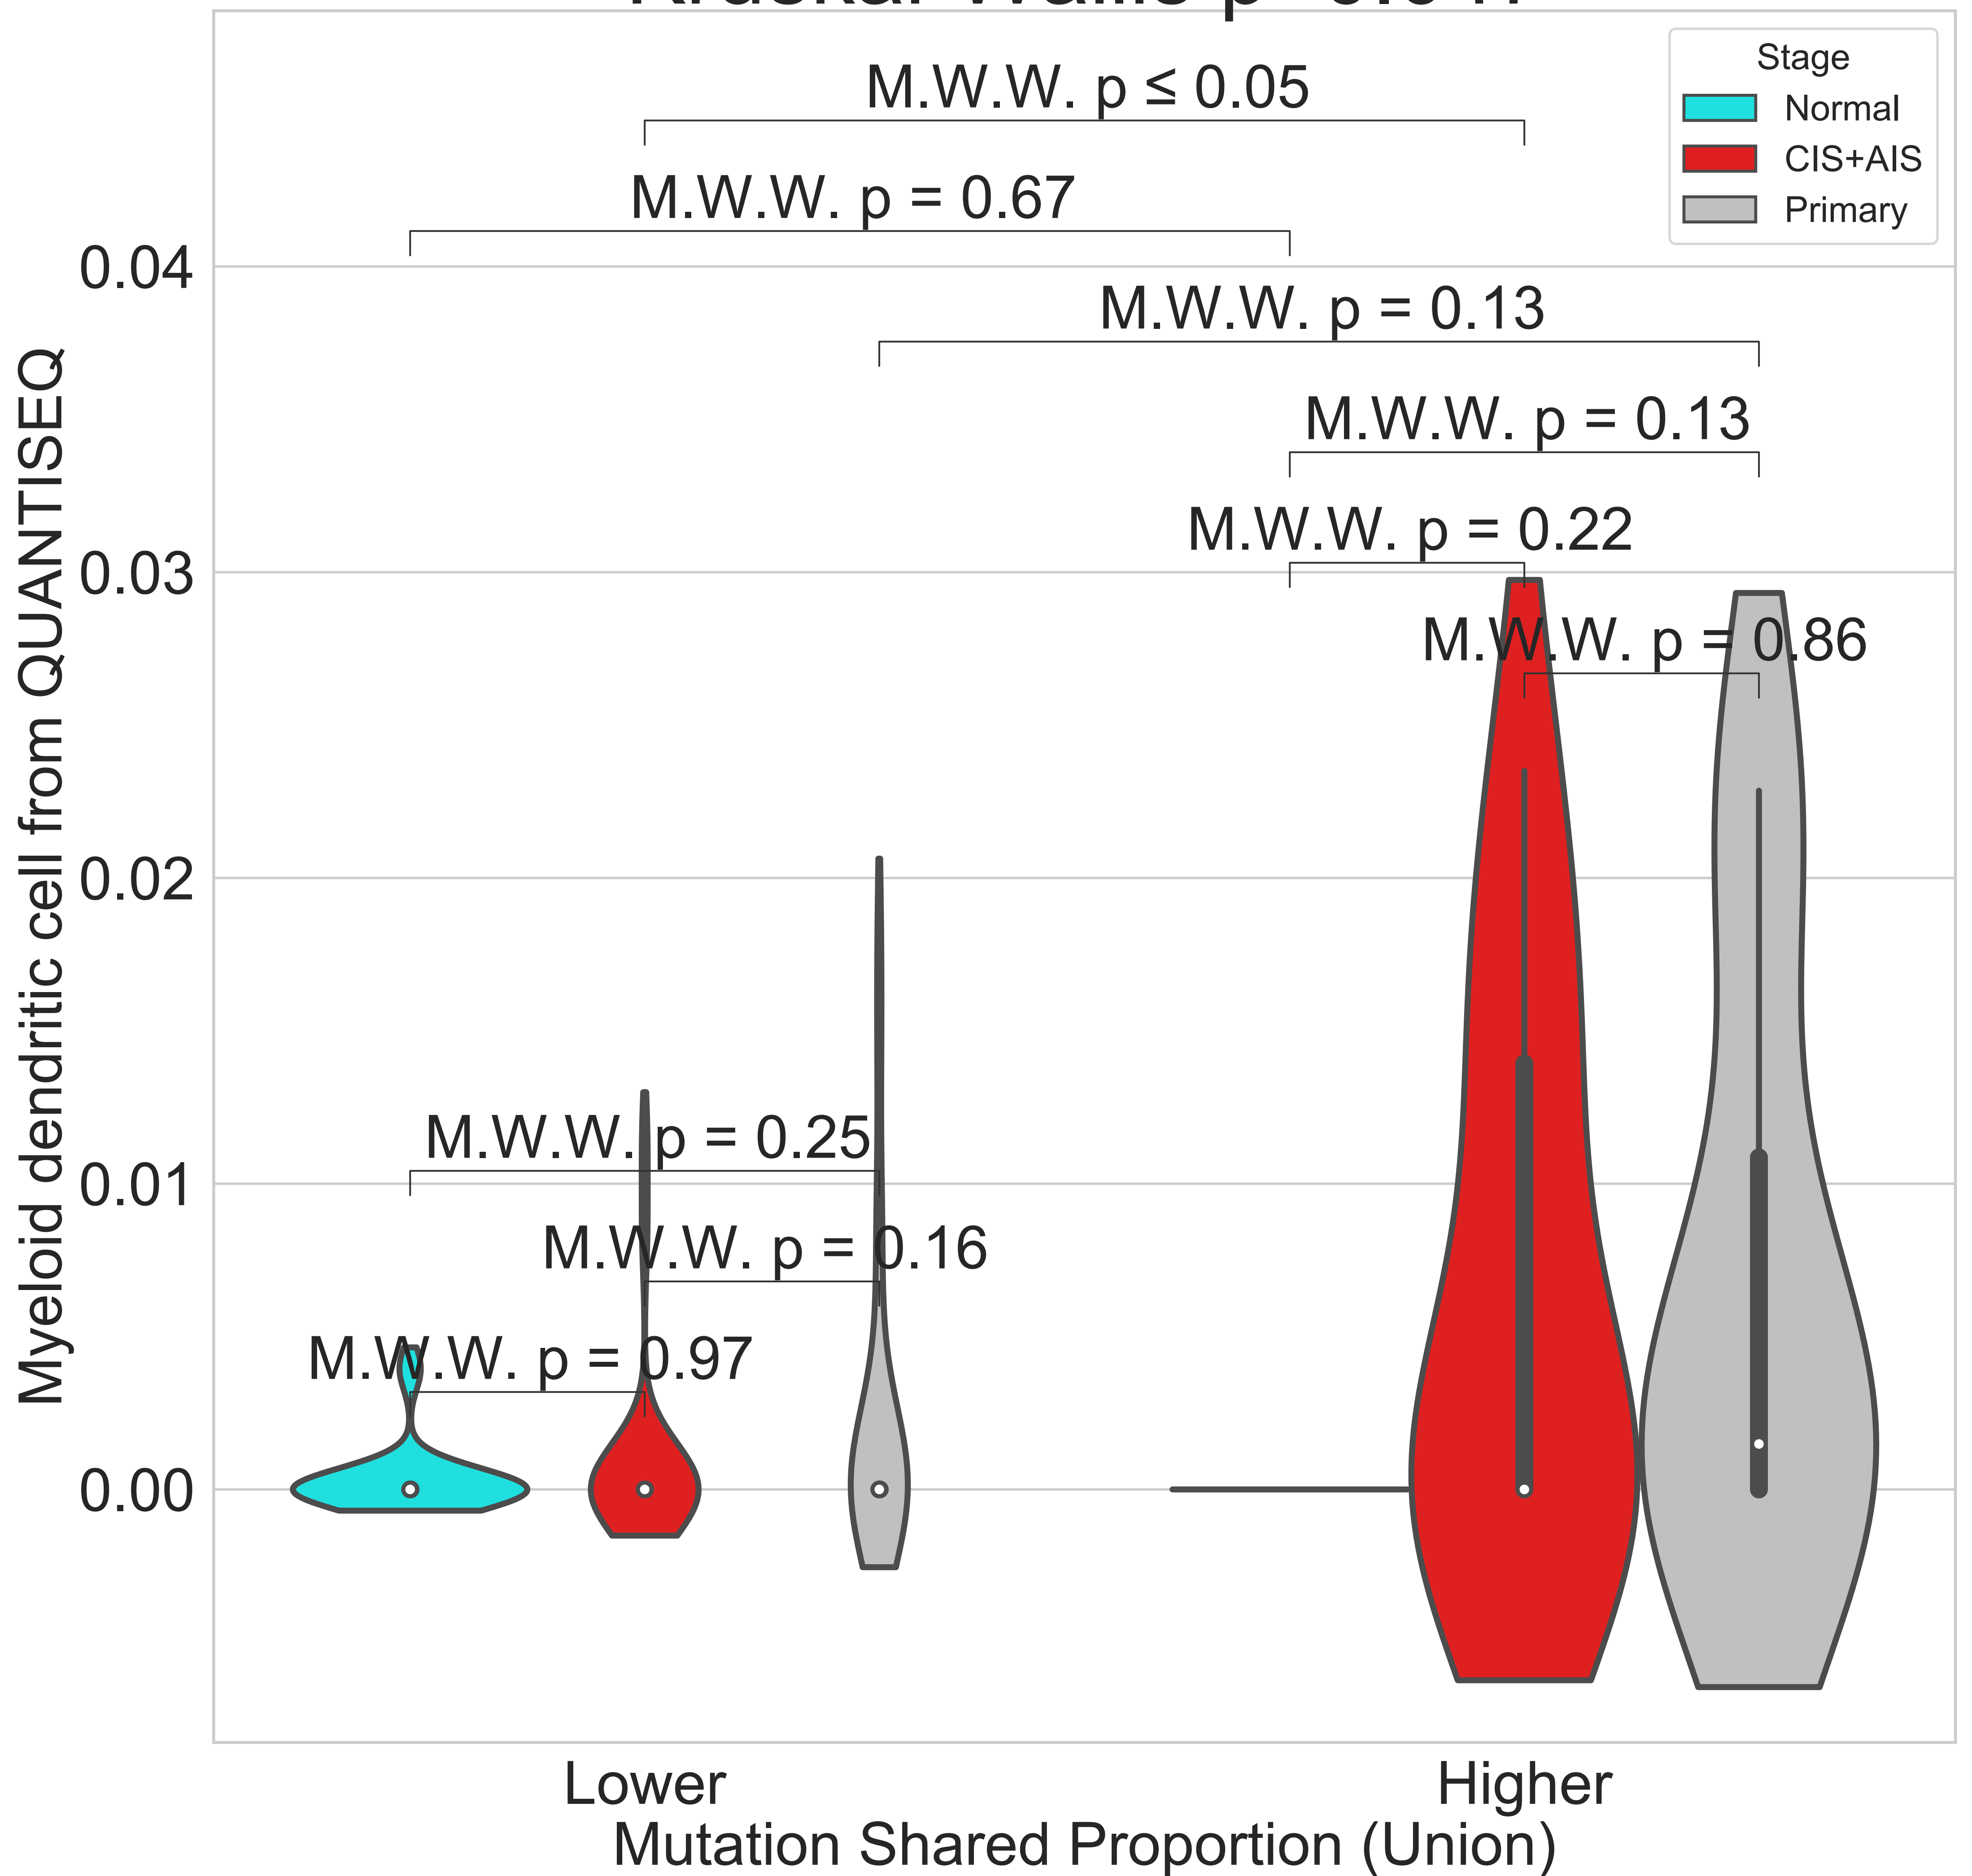 M.W.W. p ≤ 0.05
M.W.W. p = 0.67
M.W.W. p = 0.13
M.W.W. p = 0.13
M.W.W. p = 0.22
M.W.W. p = 0.86
M.W.W. p = 0.25
M.W.W. p = 0.16
M.W.W. p = 0.97
Stage
Normal
CIS+AIS
Primary
0.04
0.03
0.02
0.01
0.00
Myeloid dendritic cell from QUANTISEQ
Lower
Higher
Mutation Shared Proportion (Union)